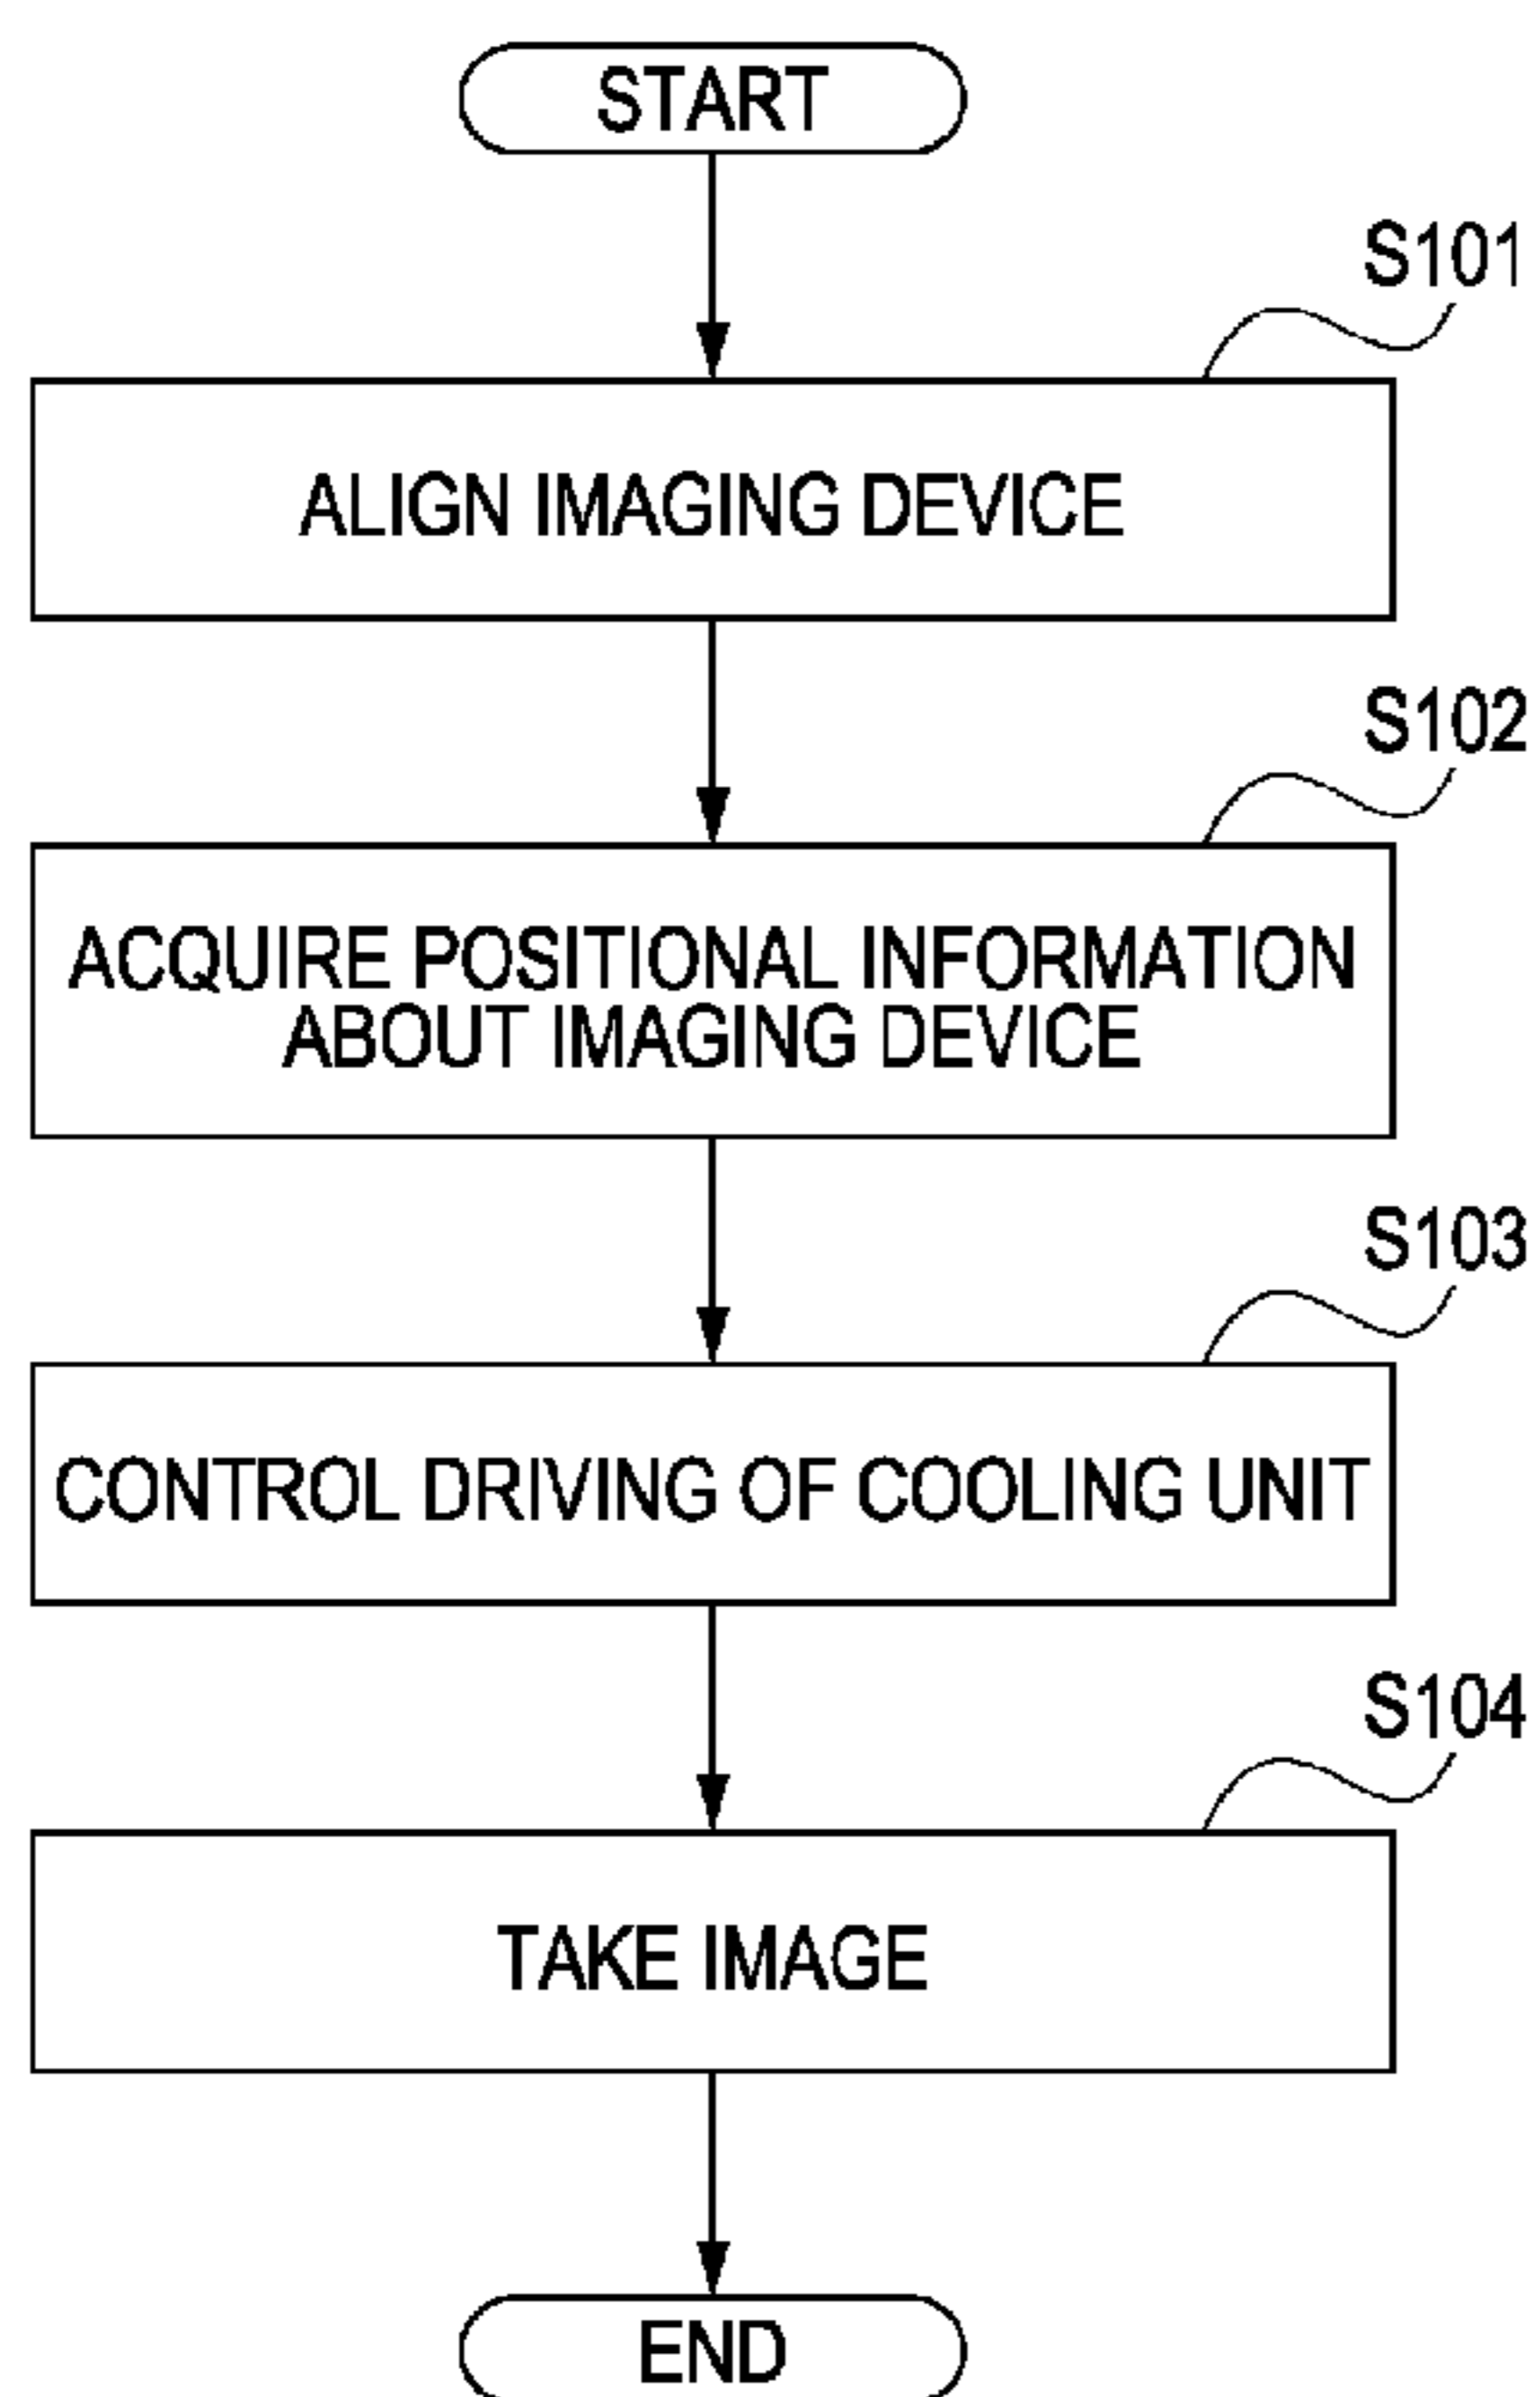 START
S101
ALIGN IMAGING DEVICE
S102
ACQUIRE POSITIONAL INFORMATION
ABOUT IMAGING DEVICE
S103
CONTROL DRIVING OF COOLING UNIT
S104
TAKE IMAGE
END